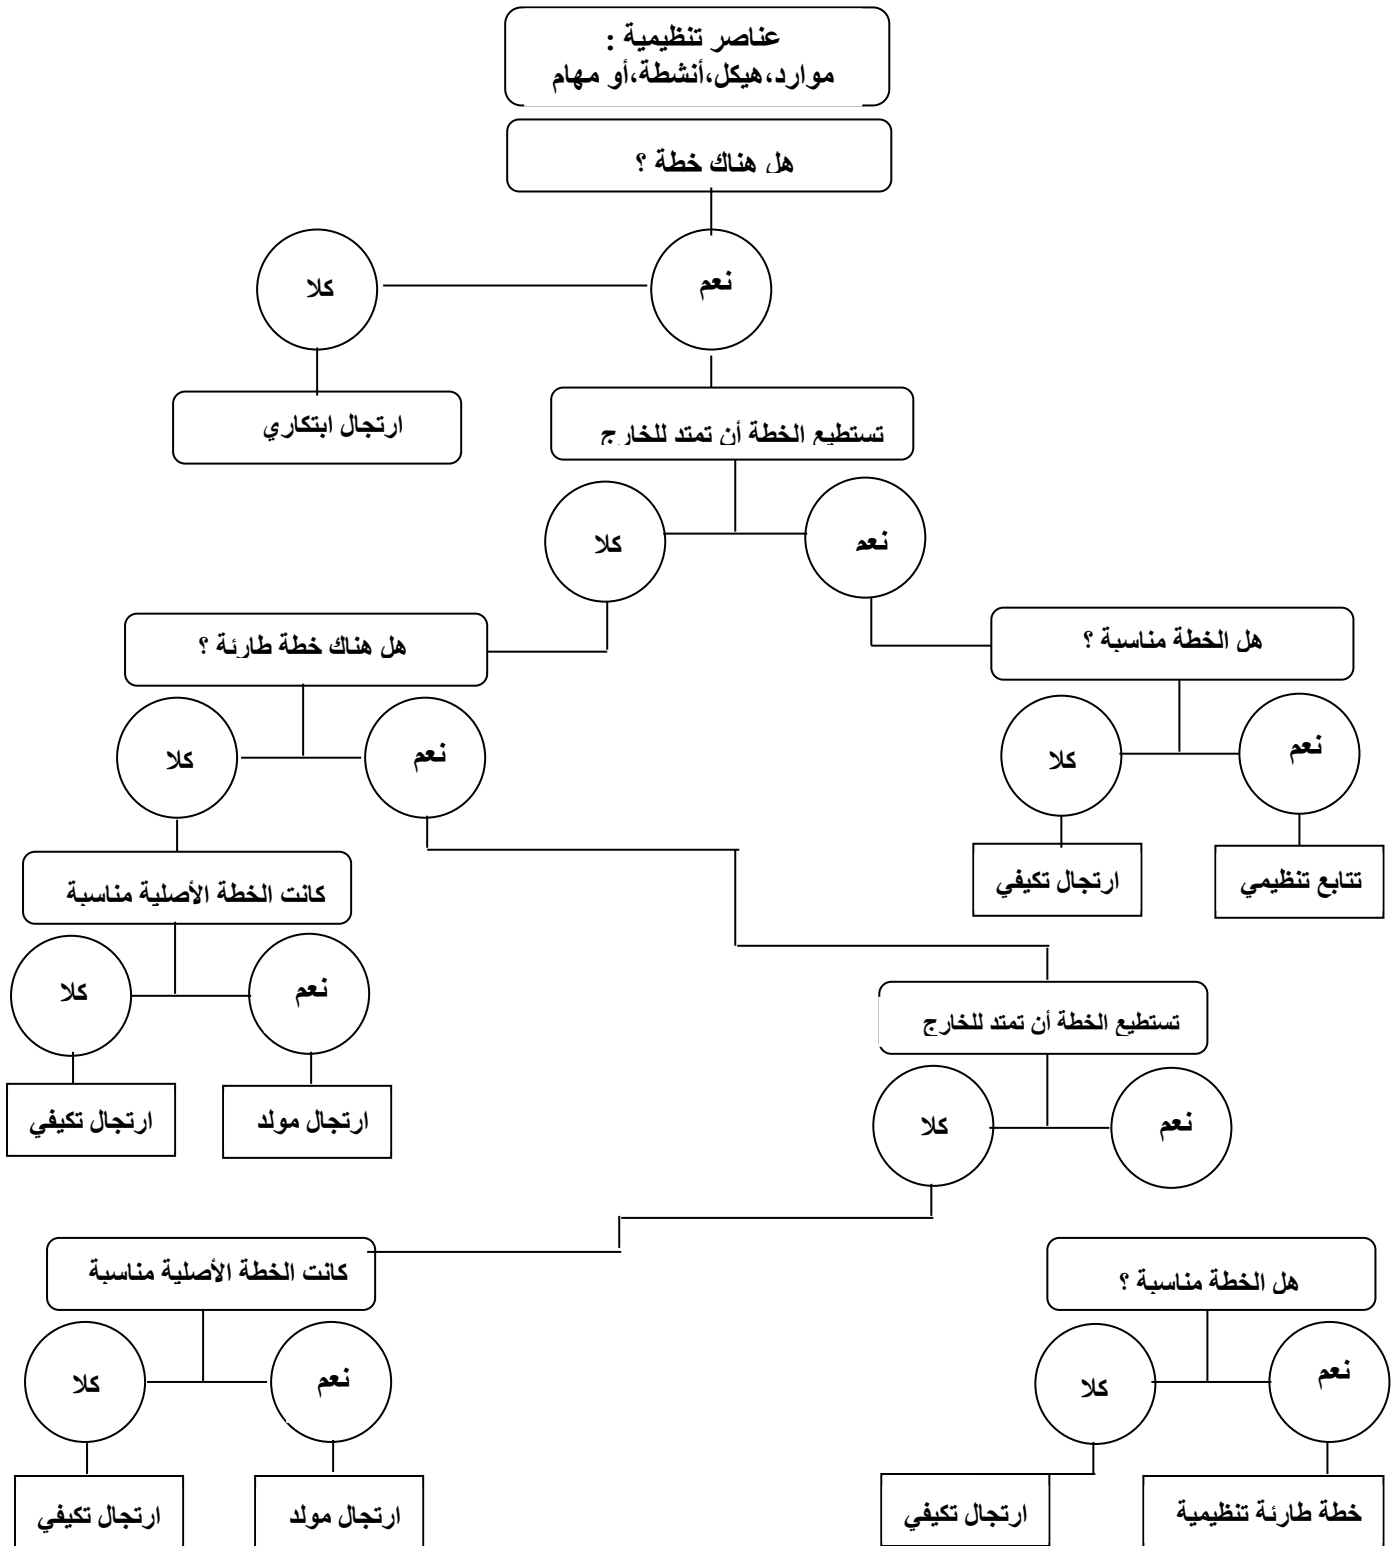 عناصر تنظيمية :
موارد،هيكل،أنشطة،أو مهام
هل هناك خطة ؟
نعم
كلا
ارتجال ابتكاري
تستطيع الخطة أن تمتد للخارج
نعم
كلا
هل الخطة مناسبة ؟
هل هناك خطة طارئة ؟
نعم
كلا
نعم
كلا
تتابع تنظيمي
ارتجال تكيفي
كانت الخطة الأصلية مناسبة
نعم
كلا
تستطيع الخطة أن تمتد للخارج
ارتجال مولد
ارتجال تكيفي
نعم
كلا
هل الخطة مناسبة ؟
كانت الخطة الأصلية مناسبة
نعم
كلا
نعم
كلا
خطة طارئة تنظيمية
ارتجال تكيفي
ارتجال مولد
ارتجال تكيفي